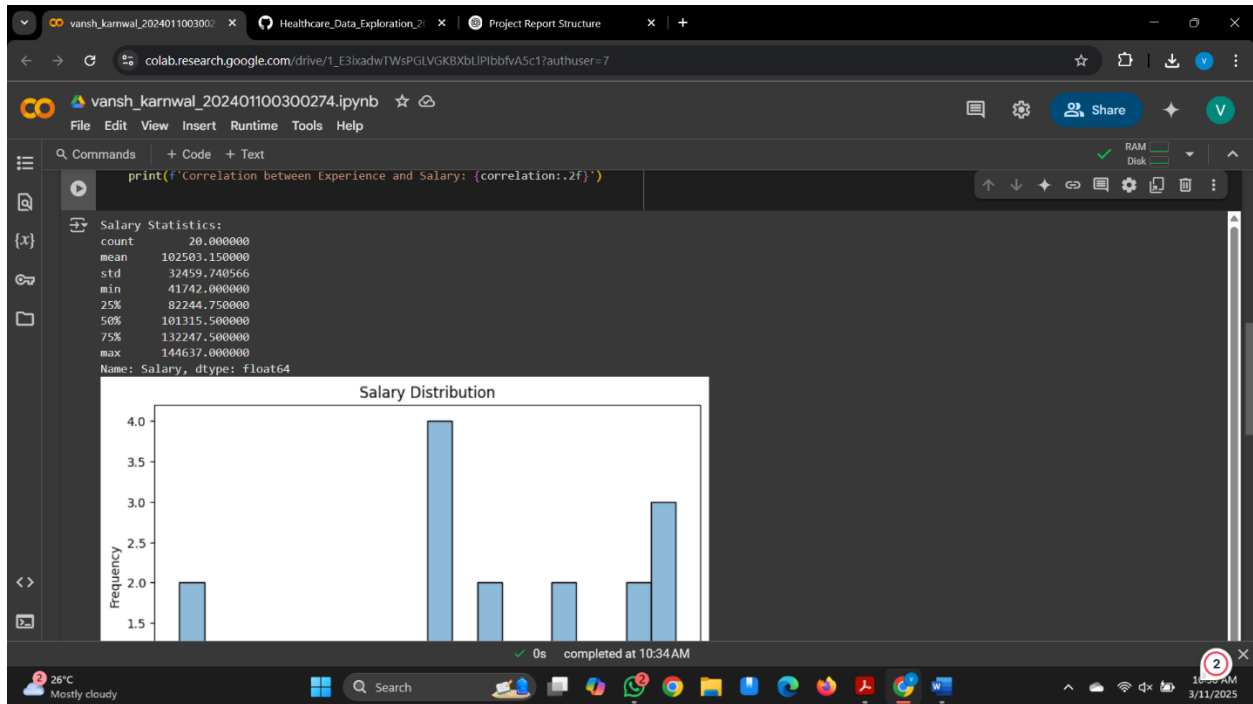 vansh_karnwal_2024011003002
Healthcare_Data_Exploration_20
Project Report Structure
colab.research.google.com/drive/1_E3ixadwTWsPGLVGKBXbLlPIbbfvA5c1?authuser=7
vansh_karnwal_202401100300274.ipynb
File Edit View Insert Runtime Tools Help
Share
V
Commands + Code + Text
RAM
Disk
print(f'Correlation between Experience and Salary: {correlation:.2f}')
Salary Statistics:
count 20.000000
mean 102503.150000
std 32459.740566
min 41742.000000
25% 82244.750000
50% 101315.500000
75% 132247.500000
max 144637.000000
Name: Salary, dtype: float64
Salary Distribution
4.0
3.5
3.0
2.5
2.0
1.5
Frequency
{x}
0s completed at 10:34 AM
2
26°C
Mostly cloudy
Search
2
3/11/2025